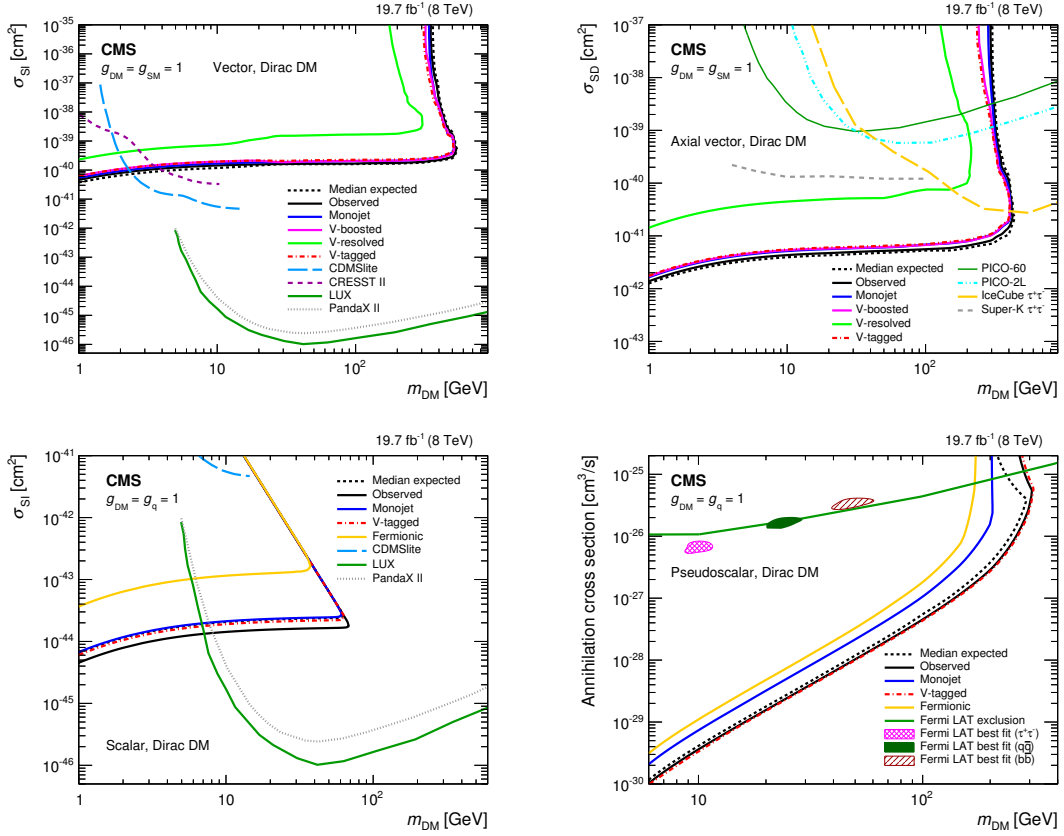 19.7 fb⁻¹ (8 TeV)
CMS
g_DM = g_SM = 1
Vector, Dirac DM
σ_SI [cm²]
10⁻³⁵
10⁻³⁶
10⁻³⁷
10⁻³⁸
10⁻³⁹
10⁻⁴⁰
10⁻⁴¹
10⁻⁴²
10⁻⁴³
10⁻⁴⁴
10⁻⁴⁵
10⁻⁴⁶
Median expected
Observed
Monojet
V-boosted
V-resolved
V-tagged
CDMSlite
CRESST II
LUX
PandaX II
1 10 10²
m_DM [GeV]
19.7 fb⁻¹ (8 TeV)
CMS
g_DM = g_SM = 1
Axial vector, Dirac DM
σ_SD [cm²]
10⁻³⁷
10⁻³⁸
10⁻³⁹
10⁻⁴⁰
10⁻⁴¹
10⁻⁴²
10⁻⁴³
Median expected
Observed
Monojet
V-boosted
V-resolved
V-tagged
PICO-60
PICO-2L
IceCube τ⁺τ⁻
Super-K τ⁺τ⁻
1 10 10²
m_DM [GeV]
19.7 fb⁻¹ (8 TeV)
CMS
g_DM = g_q = 1
σ_SI [cm²]
10⁻⁴¹
10⁻⁴²
10⁻⁴³
10⁻⁴⁴
10⁻⁴⁵
10⁻⁴⁶
Median expected
Observed
Monojet
V-tagged
Fermionic
CDMSlite
LUX
PandaX II
Scalar, Dirac DM
1 10 10²
m_DM [GeV]
19.7 fb⁻¹ (8 TeV)
CMS
g_DM = g_q = 1
Pseudoscalar, Dirac DM
Annihilation cross section [cm³/s]
10⁻²⁵
10⁻²⁶
10⁻²⁷
10⁻²⁸
10⁻²⁹
10⁻³⁰
Median expected
Observed
Monojet
V-tagged
Fermionic
Fermi LAT exclusion
Fermi LAT best fit (τ⁺τ⁻)
Fermi LAT best fit (qq̅)
Fermi LAT best fit (bb̅)
10 10²
m_DM [GeV]